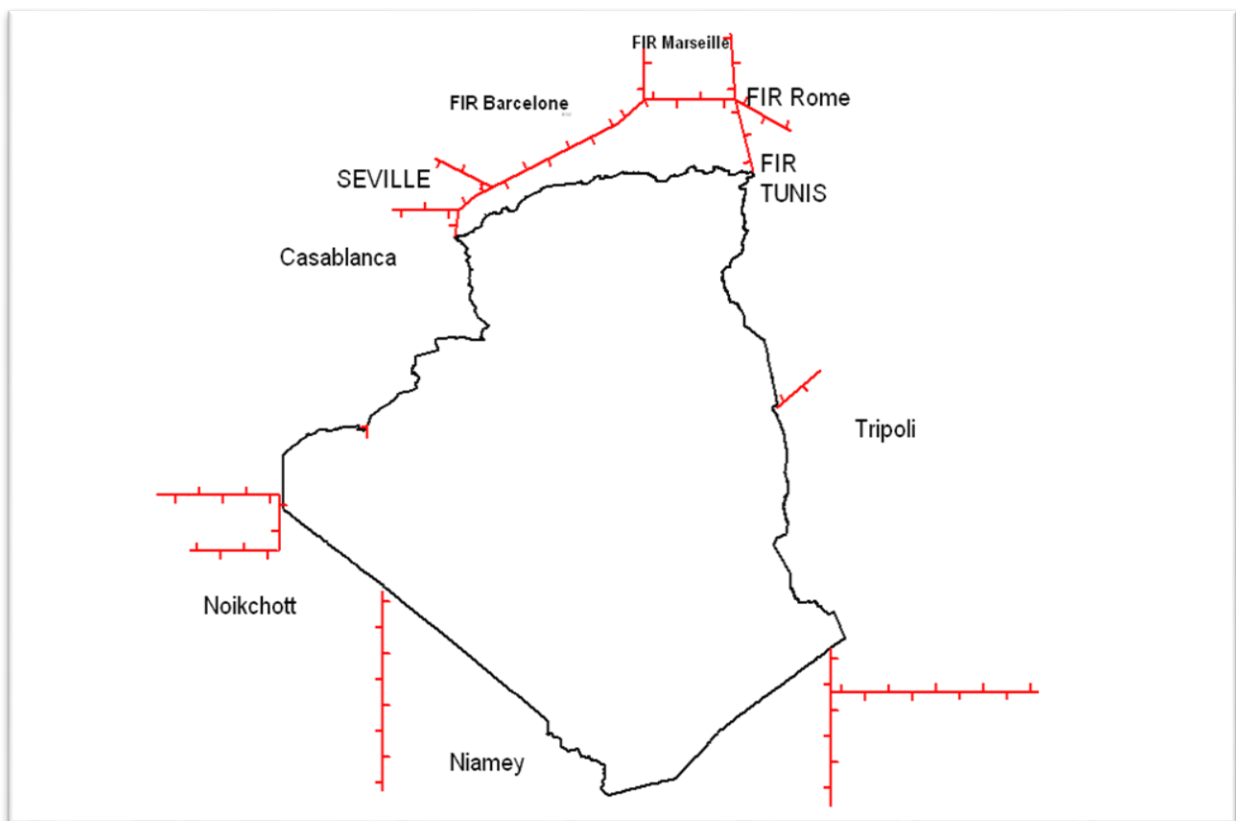 FIR Marseille
FIR Rome
FIR Barcelone
FIR
TUNIS
SEVILLE
Casablanca
Tripoli
Noikchott
Niamey